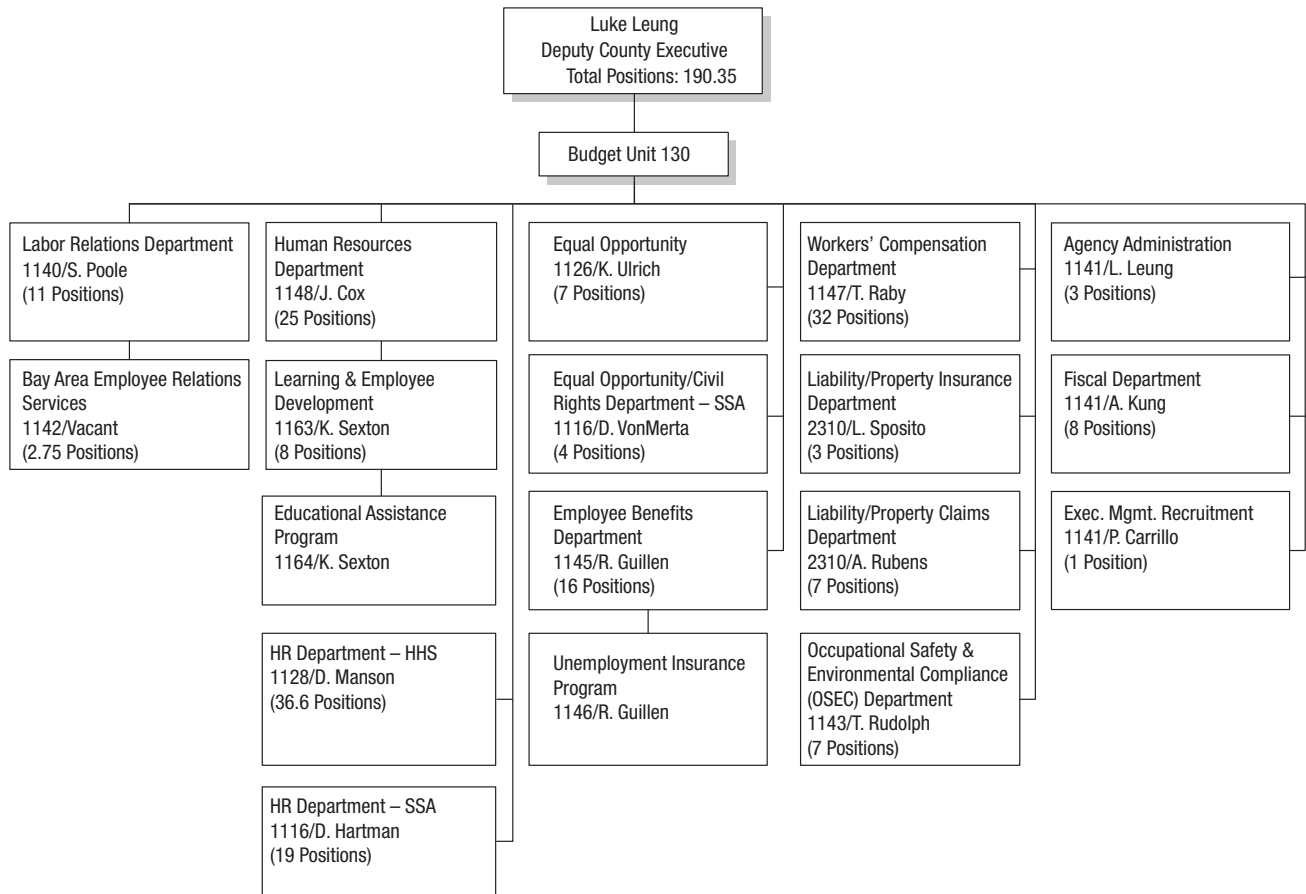 Luke Leung
Deputy County Executive
Total Positions: 190.35
Budget Unit 130
Labor Relations Department
1140/S. Poole
(11 Positions)
Bay Area Employee Relations
Services
1142/Vacant
(2.75 Positions)
Human Resources
Department
1148/J. Cox
(25 Positions)
Learning & Employee
Development
1163/K. Sexton
(8 Positions)
Educational Assistance
Program
1164/K. Sexton
HR Department – HHS
1128/D. Manson
(36.6 Positions)
HR Department – SSA
1116/D. Hartman
(19 Positions)
Equal Opportunity
1126/K. Ulrich
(7 Positions)
Equal Opportunity/Civil
Rights Department – SSA
1116/D. VonMerta
(4 Positions)
Employee Benefits
Department
1145/R. Guillen
(16 Positions)
Unemployment Insurance
Program
1146/R. Guillen
Workers’ Compensation
Department
1147/T. Raby
(32 Positions)
Liability/Property Insurance
Department
2310/L. Sposito
(3 Positions)
Liability/Property Claims
Department
2310/A. Rubens
(7 Positions)
Occupational Safety &
Environmental Compliance
(OSEC) Department
1143/T. Rudolph
(7 Positions)
Agency Administration
1141/L. Leung
(3 Positions)
Fiscal Department
1141/A. Kung
(8 Positions)
Exec. Mgmt. Recruitment
1141/P. Carrillo
(1 Position)